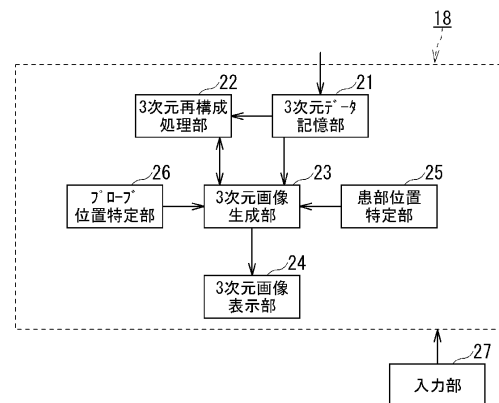 18
22
21
3次元再構成
処理部
3次元データ
記憶部
26
23
25
プローブ
位置特定部
3次元画像
生成部
患部位置
特定部
24
3次元画像
表示部
27
入力部